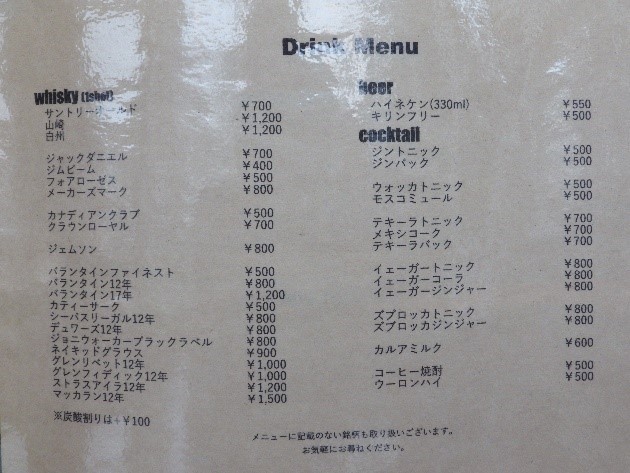 Drink Menu
whisky (1shot)
サントリーオールド ¥700
山崎 ¥1,200
白州 ¥1,200
ジャックダニエル ¥700
ジムビーム ¥400
フォアローゼス ¥500
メーカーズマーク ¥800
カナディアンクラブ ¥500
クラウンローヤル ¥700
ジェムソン ¥800
バランタインファイネスト ¥500
バランタイン12年 ¥800
バランタイン17年 ¥1,200
カティーサーク ¥500
シーバスリーガル12年 ¥800
デュワーズ12年 ¥800
ジョニウォーカーブラックラベル ¥800
ネイキッドグラウス ¥900
グレンリベット12年 ¥1,000
グレンフィディック12年 ¥1,000
ストラスアイラ12年 ¥1,200
マッカラン12年 ¥1,500
※炭酸割りは+¥100
beer
ハイネケン(330ml) ¥550
キリンフリー ¥500
cocktail
ジントニック ¥500
ジンバック ¥500
ウォッカトニック ¥500
モスコミュール ¥500
テキーラトニック ¥700
メキシコーク ¥700
テキーラバック ¥700
イェーガートニック ¥800
イェーガーコーラ ¥800
イェーガージンジャー ¥800
ズブロッカトニック ¥800
ズブロッカジンジャー ¥800
カルアミルク ¥600
コーヒー焼酎 ¥500
ウーロンハイ ¥500
メニューに記載のない銘柄も取り扱いございます。
お気軽にお尋ねください。